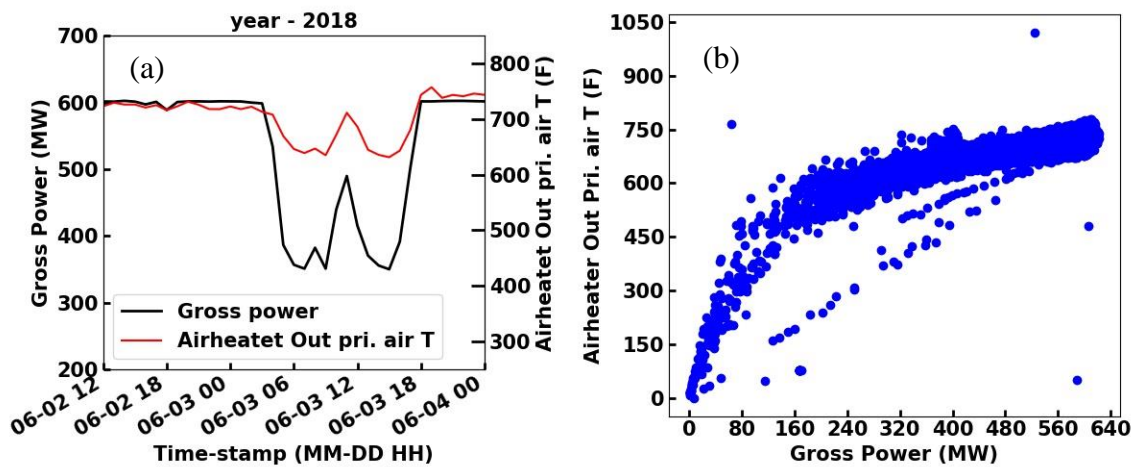 year - 2018
(a)
Gross Power (MW)
700
600
500
400
300
200
Airheatet Out pri. air T (F)
800
700
600
500
400
300
Gross power
Airheatet Out pri. air T
06-02 12
06-02 18
06-03 00
06-03 06
06-03 12
06-03 18
06-04 00
Time-stamp (MM-DD HH)
(b)
Airheater Out Pri. air T (F)
1050
900
750
600
450
300
150
0
0 80 160 240 320 400 480 560 640
Gross Power (MW)